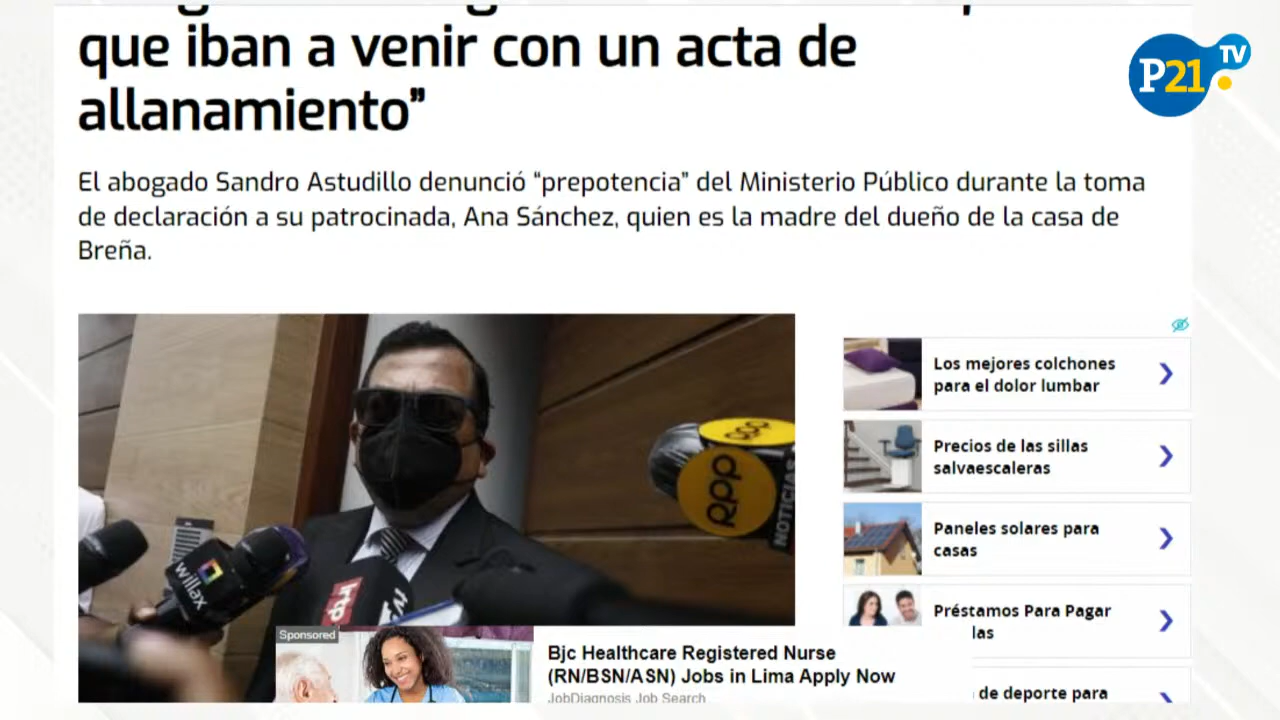 que iban a venir con un acta de
allanamiento”
P21
TV
El abogado Sandro Astudillo denunció “prepotencia” del Ministerio Público durante la toma
de declaración a su patrocinada, Ana Sánchez, quien es la madre del dueño de la casa de
Breña.
Los mejores colchones
para el dolor lumbar
Precios de las sillas
salvaescaleras
Paneles solares para
casas
Préstamos Para Pagar
las
de deporte para
rpp
rpp
NOTICIAS
willax
Sponsored
Bjc Healthcare Registered Nurse
(RN/BSN/ASN) Jobs in Lima Apply Now
JobDiagnosis Job Search